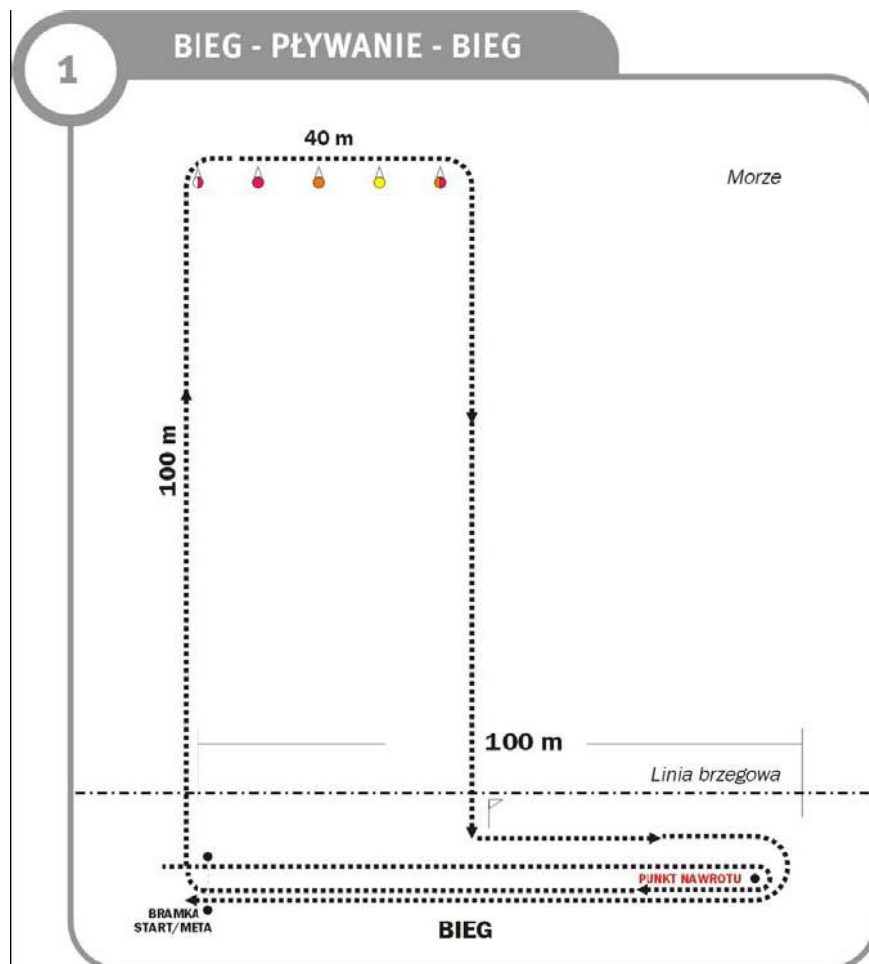 1
BIEG - PŁYWANIE - BIEG
40 m
Morze
100 m
100 m
Linia brzegowa
PUNKT NAWROTU
BRAMKA
START/META
BIEG